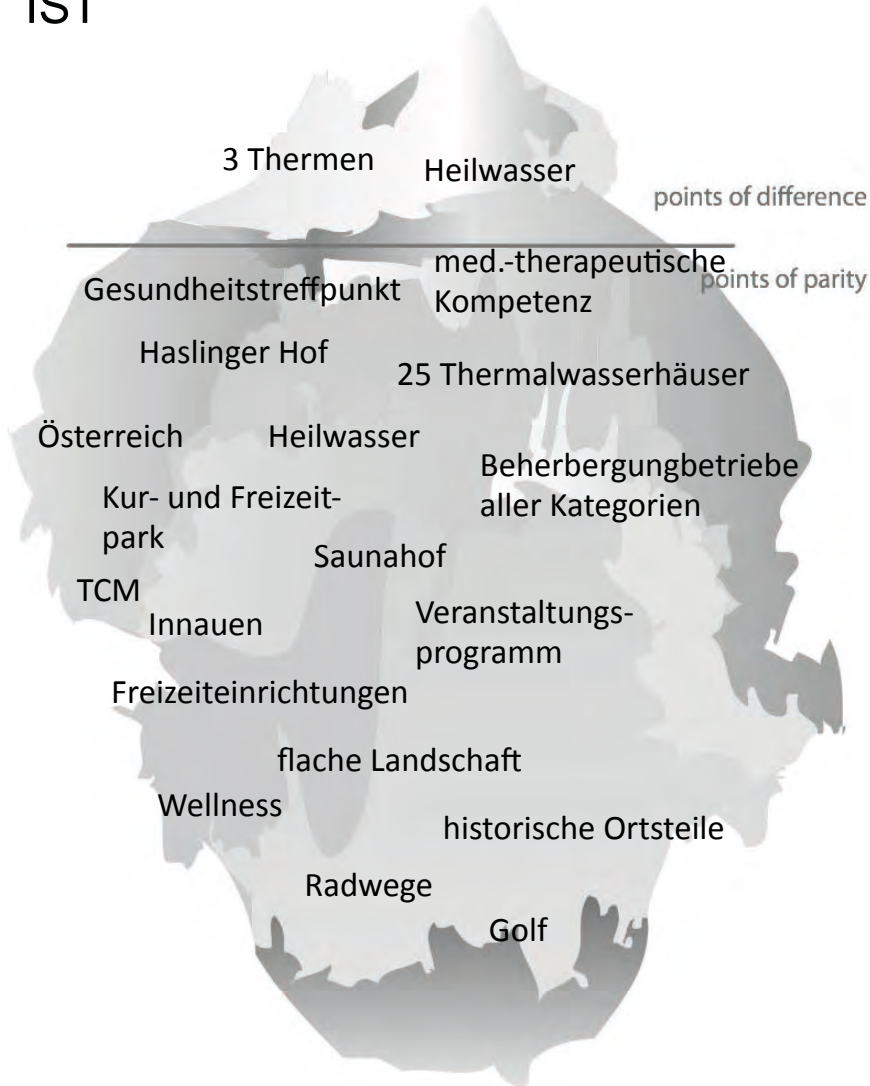 IST
3 Thermen
Heilwasser
points of difference
med.-therapeutische
Kompetenz
points of parity
Gesundheitstreffpunkt
Haslinger Hof
25 Thermalwasserhäuser
Österreich
Heilwasser
Beherbergungbetriebe
aller Kategorien
Kur- und Freizeit-
park
Saunahof
TCM
Innauen
Veranstaltungs-
programm
Freizeiteinrichtungen
flache Landschaft
Wellness
historische Ortsteile
Radwege
Golf